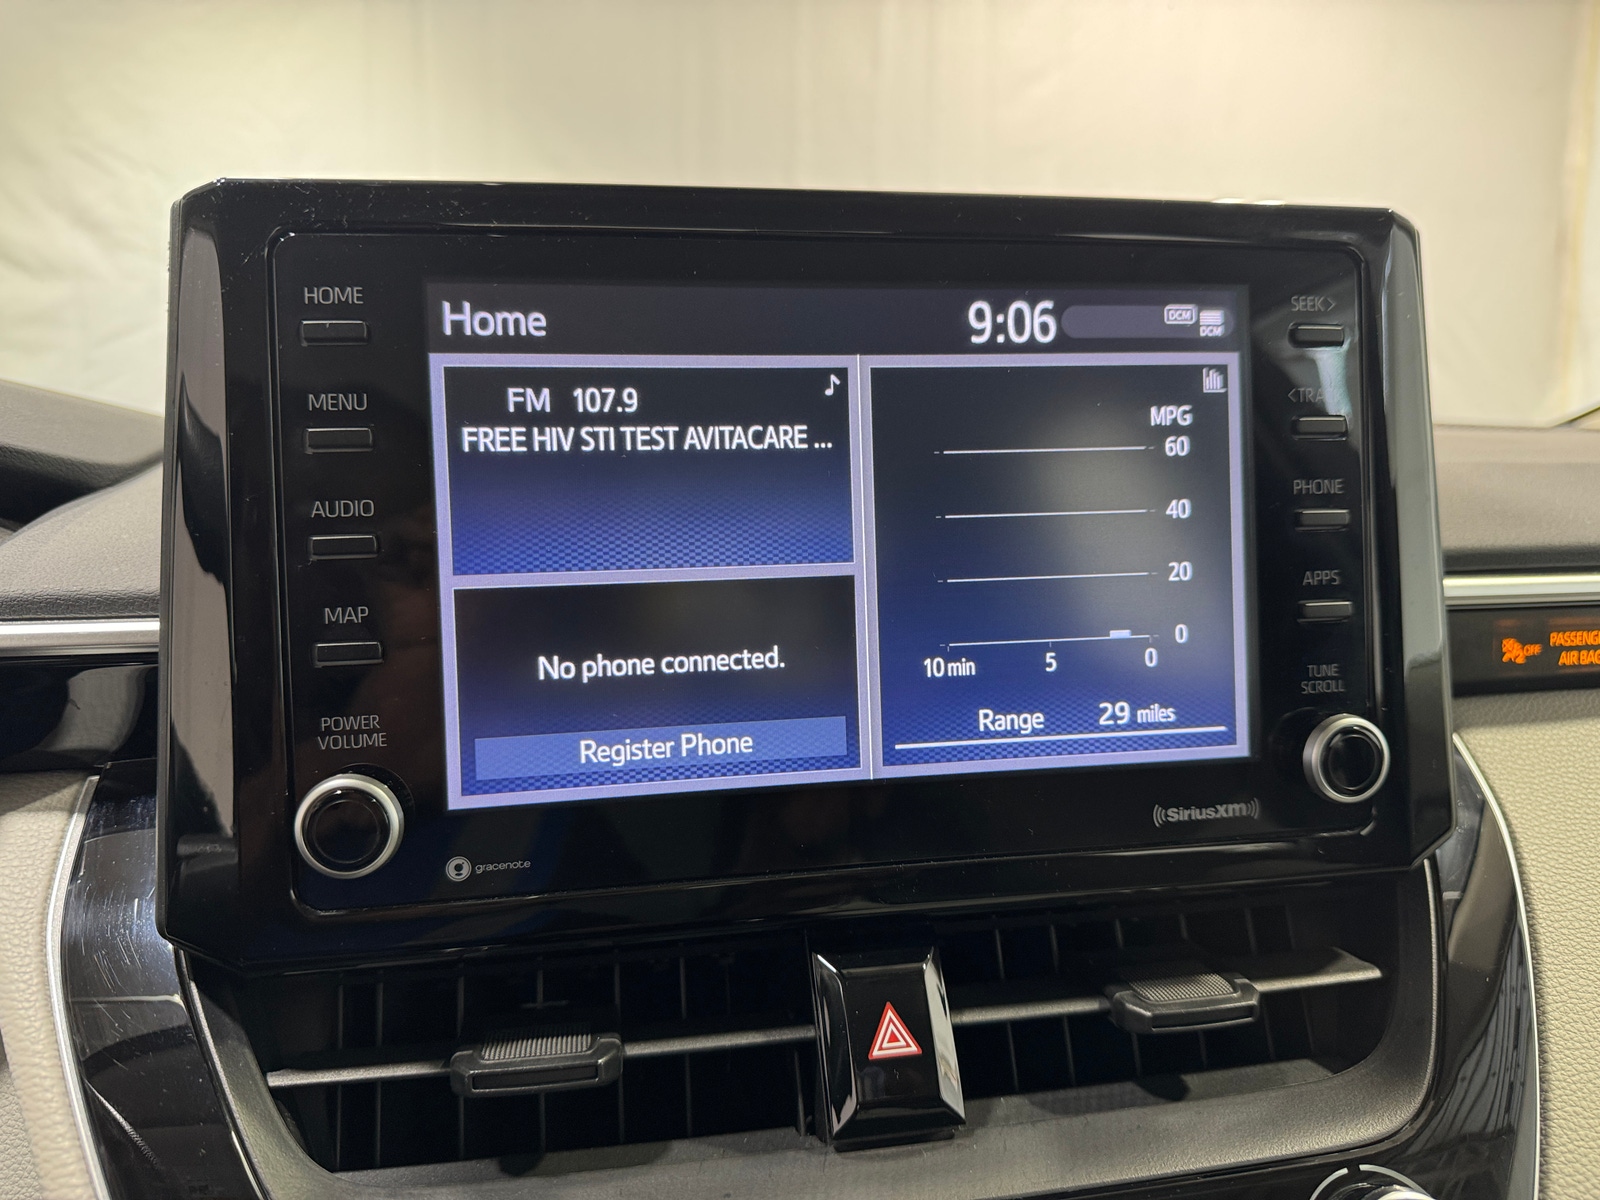 HOME
MENU
AUDIO
MAP
POWER
VOLUME
Home
9:06
DCM
DCM
FM 107.9
FREE HIV STI TEST AVITACARE ...
No phone connected.
Register Phone
MPG
60
40
20
0
10 min 5 0
Range 29 miles
SEEK>
PHONE
APPS
TUNE
SCROLL
gracenote
((SiriusXM))
OFF
AIR BAG